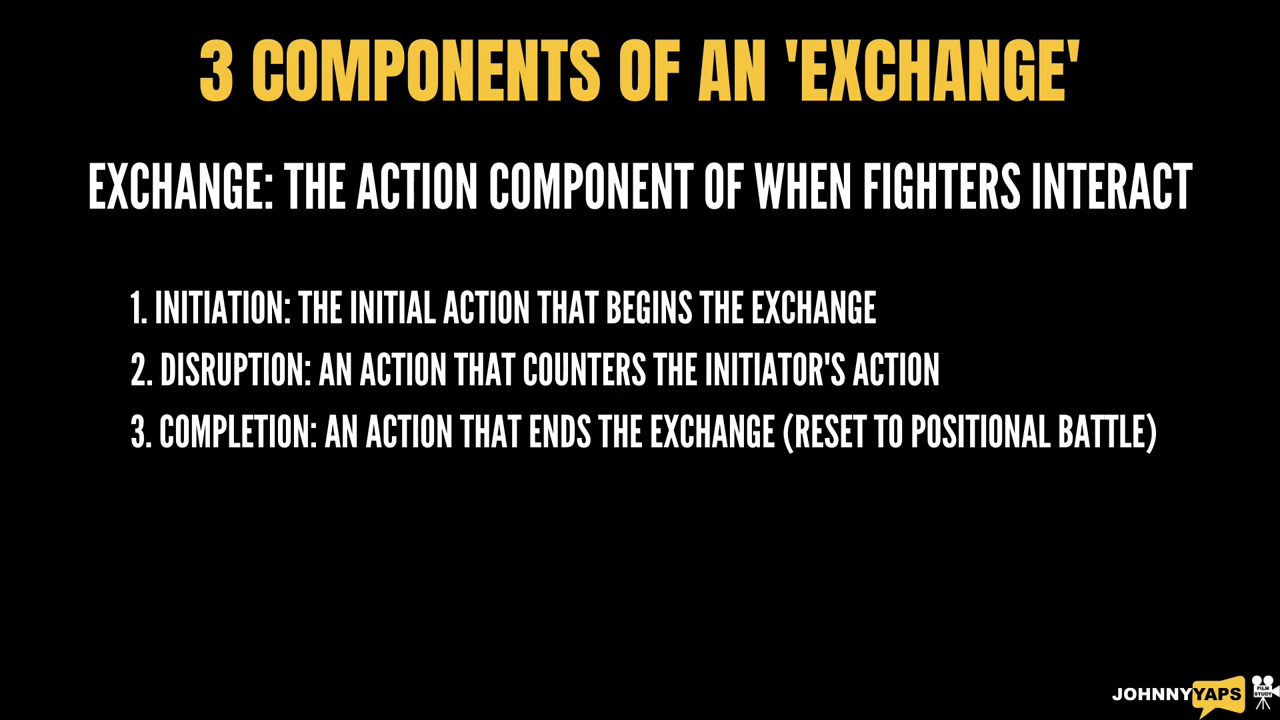 3 COMPONENTS OF AN 'EXCHANGE'
EXCHANGE: THE ACTION COMPONENT OF WHEN FIGHTERS INTERACT
1. INITIATION: THE INITIAL ACTION THAT BEGINS THE EXCHANGE
2. DISRUPTION: AN ACTION THAT COUNTERS THE INITIATOR'S ACTION
3. COMPLETION: AN ACTION THAT ENDS THE EXCHANGE (RESET TO POSITIONAL BATTLE)
JOHNNYYAPS
FILM
STUDY